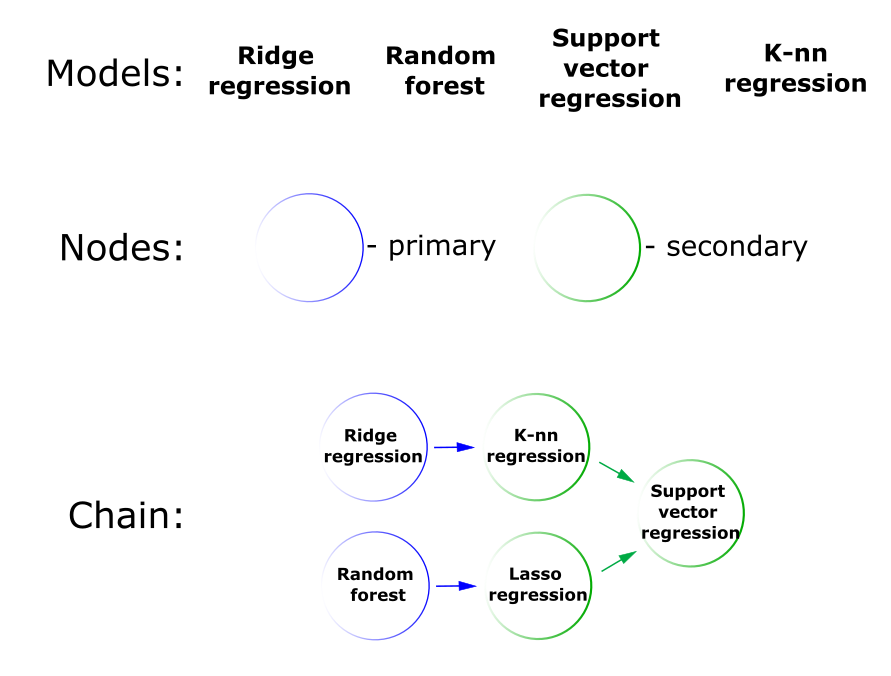 Models:
Ridge
regression
Random
forest
Support
vector
regression
K-nn
regression
Nodes:
- primary
- secondary
Chain:
Ridge
regression
K-nn
regression
Support
vector
regression
Random
forest
Lasso
regression